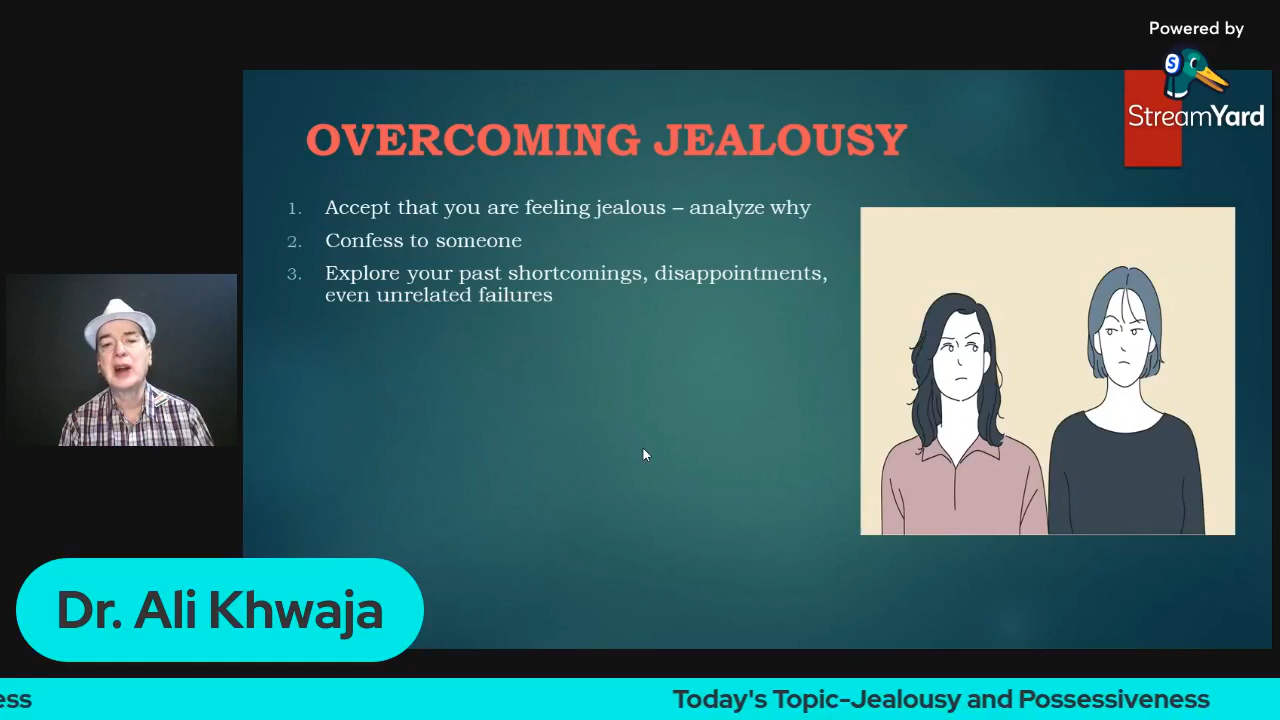 Powered by
StreamYard
OVERCOMING JEALOUSY
1. Accept that you are feeling jealous – analyze why
2. Confess to someone
3. Explore your past shortcomings, disappointments,
even unrelated failures
Dr. Ali Khwaja
ess
Today's Topic-Jealousy and Possessiveness